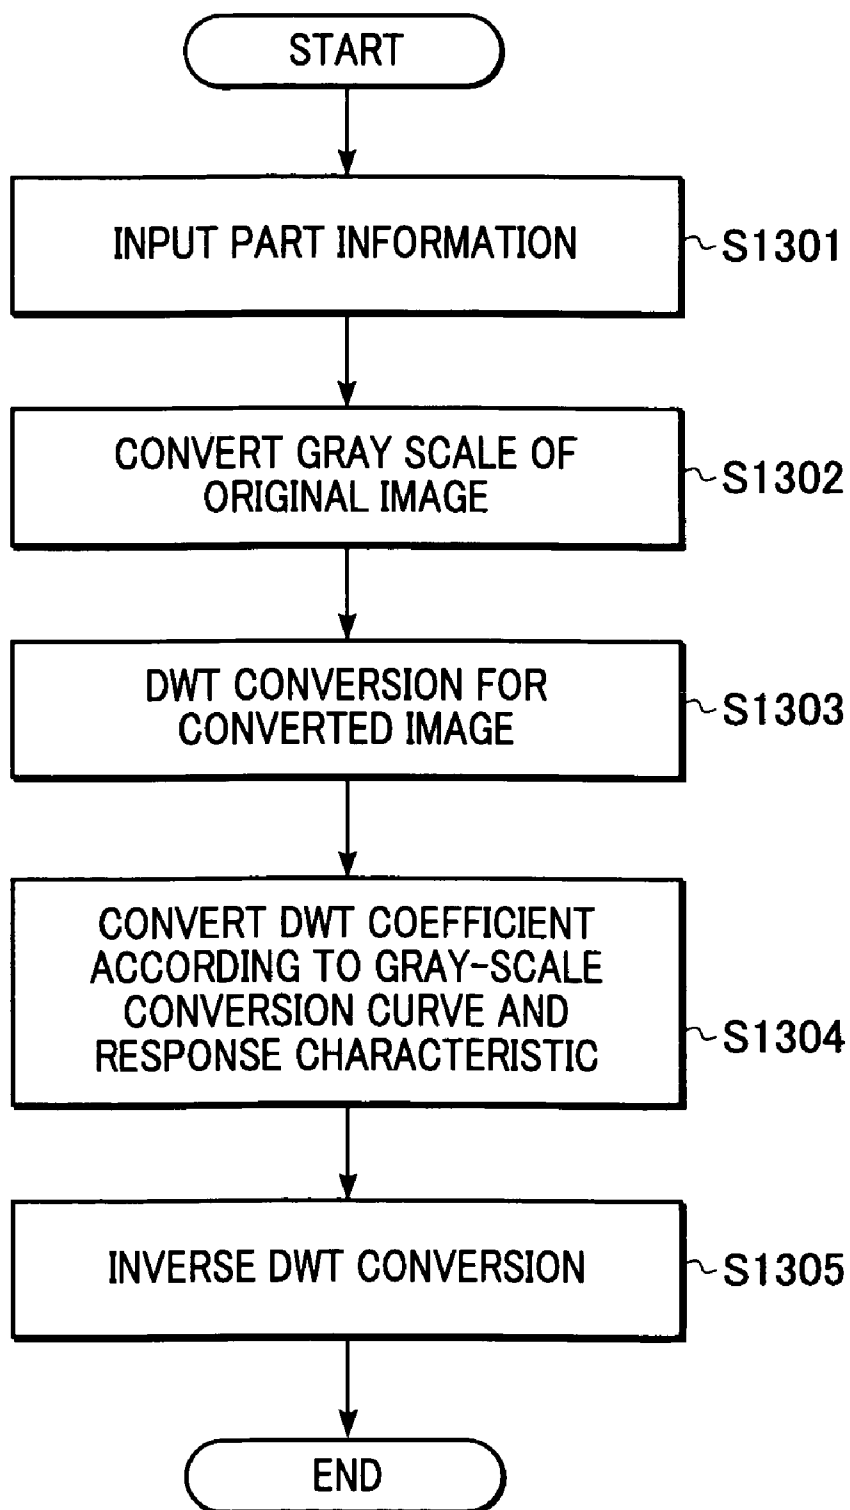 START
INPUT PART INFORMATION
S1301
CONVERT GRAY SCALE OF
ORIGINAL IMAGE
S1302
DWT CONVERSION FOR
CONVERTED IMAGE
S1303
CONVERT DWT COEFFICIENT
ACCORDING TO GRAY-SCALE
CONVERSION CURVE AND
RESPONSE CHARACTERISTIC
S1304
INVERSE DWT CONVERSION
S1305
END